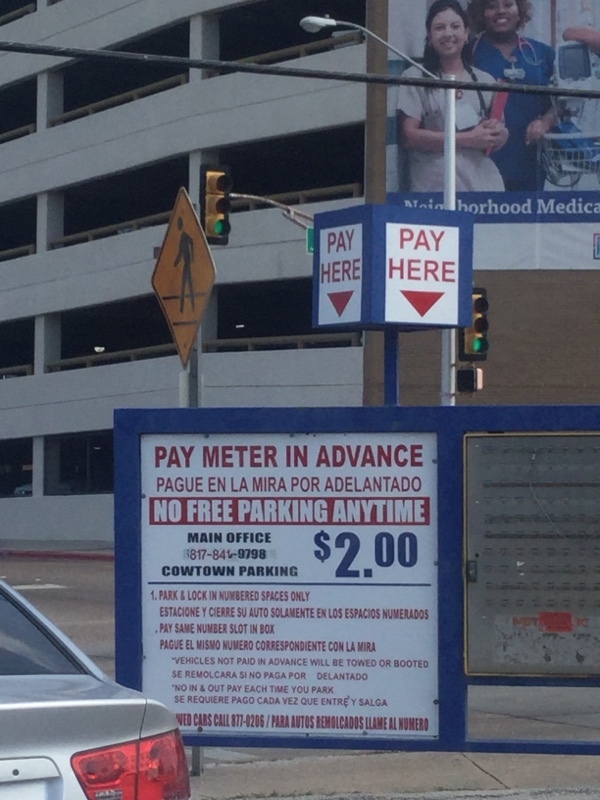 Neighborhood Medica
PAY
HERE
PAY
HERE
PAY METER IN ADVANCE
PAGUE EN LA MIRA POR ADELANTADO
NO FREE PARKING ANYTIME
MAIN OFFICE
817-841-9798
COWTOWN PARKING
$2.00
1. PARK & LOCK IN NUMBERED SPACES ONLY
ESTACIONE Y CIERRE SU AUTO SOLAMENTE EN LOS ESPACIOS NUMERADOS
. PAY SAME NUMBER SLOT IN BOX
PAGUE EL MISMO NUMERO CORRESPONDIENTE CON LA MIRA
*VEHICLES NOT PAID IN ADVANCE WILL BE TOWED OR BOOTED
SE REMOLCARA SI NO PAGA POR DELANTADO
*NO IN & OUT PAY EACH TIME YOU PARK
SE REQUIERE PAGO CADA VEZ QUE ENTRE Y SALGA
WED CARS CALL 877-0206 / PARA AUTOS REMOLCADOS LLAME AL NUMERO